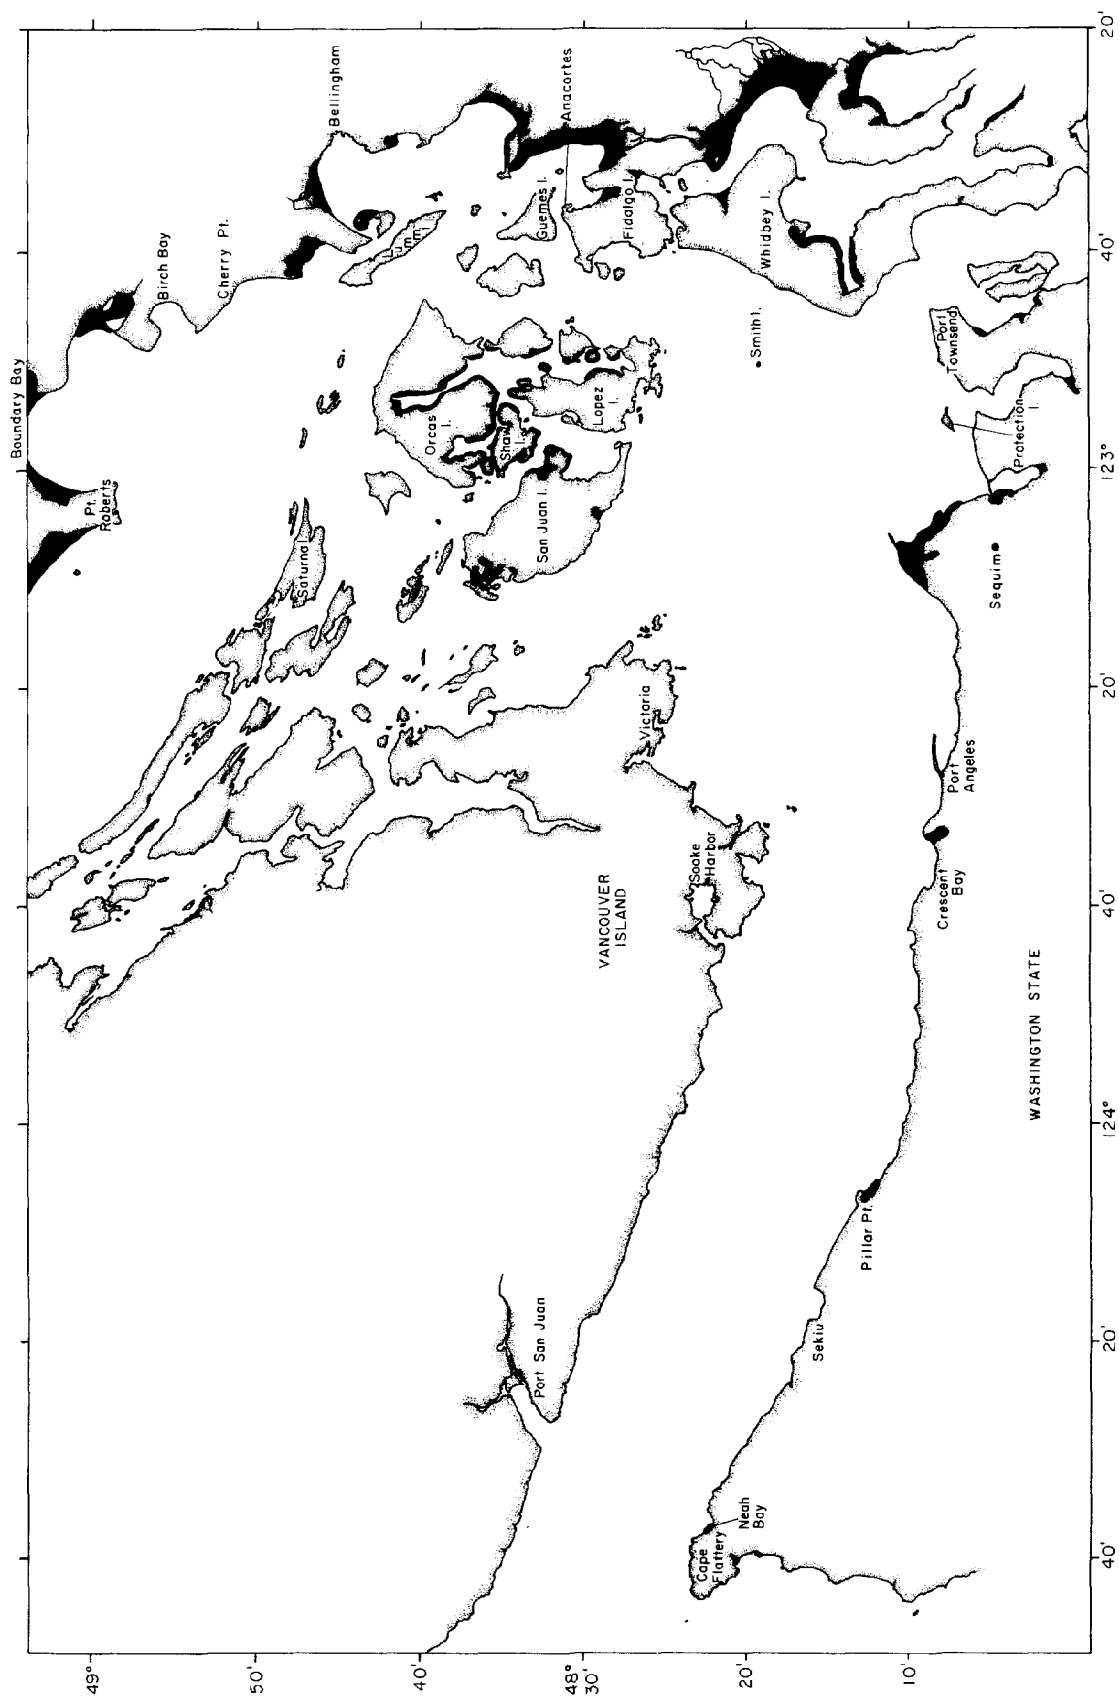 Boundary Bay
Pt.
Roberts
Birch Bay
Cherry Pt.
Bellingham
Lummi
Saturna I.
Orcas
I.
Shaw
I.
Lopez
I.
San Juan I.
Guemes I.
Anacortes
Fidalgo I.
Whidbey I.
Smith I.
Port
Townsend
Protection
I.
Sequim
Victoria
Sooke
Harbor
VANCOUVER
ISLAND
Port
Angeles
Crescent
Bay
WASHINGTON STATE
Pillar Pt.
Sekiu
Port San Juan
Neah
Bay
Cape
Flattery
49°
50'
40'
48°
30'
20'
10'
40'
20'
124°
40'
20'
123°
40'
20'